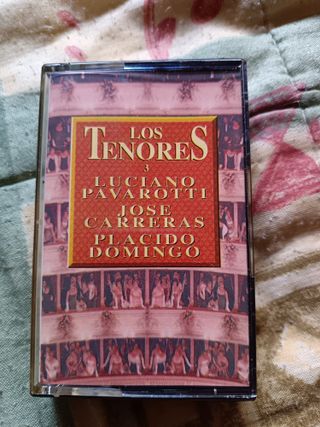 LOS
TENORES
3
LUCIANO
PAVAROTTI
JOSE
CARRERAS
PLACIDO
DOMINGO